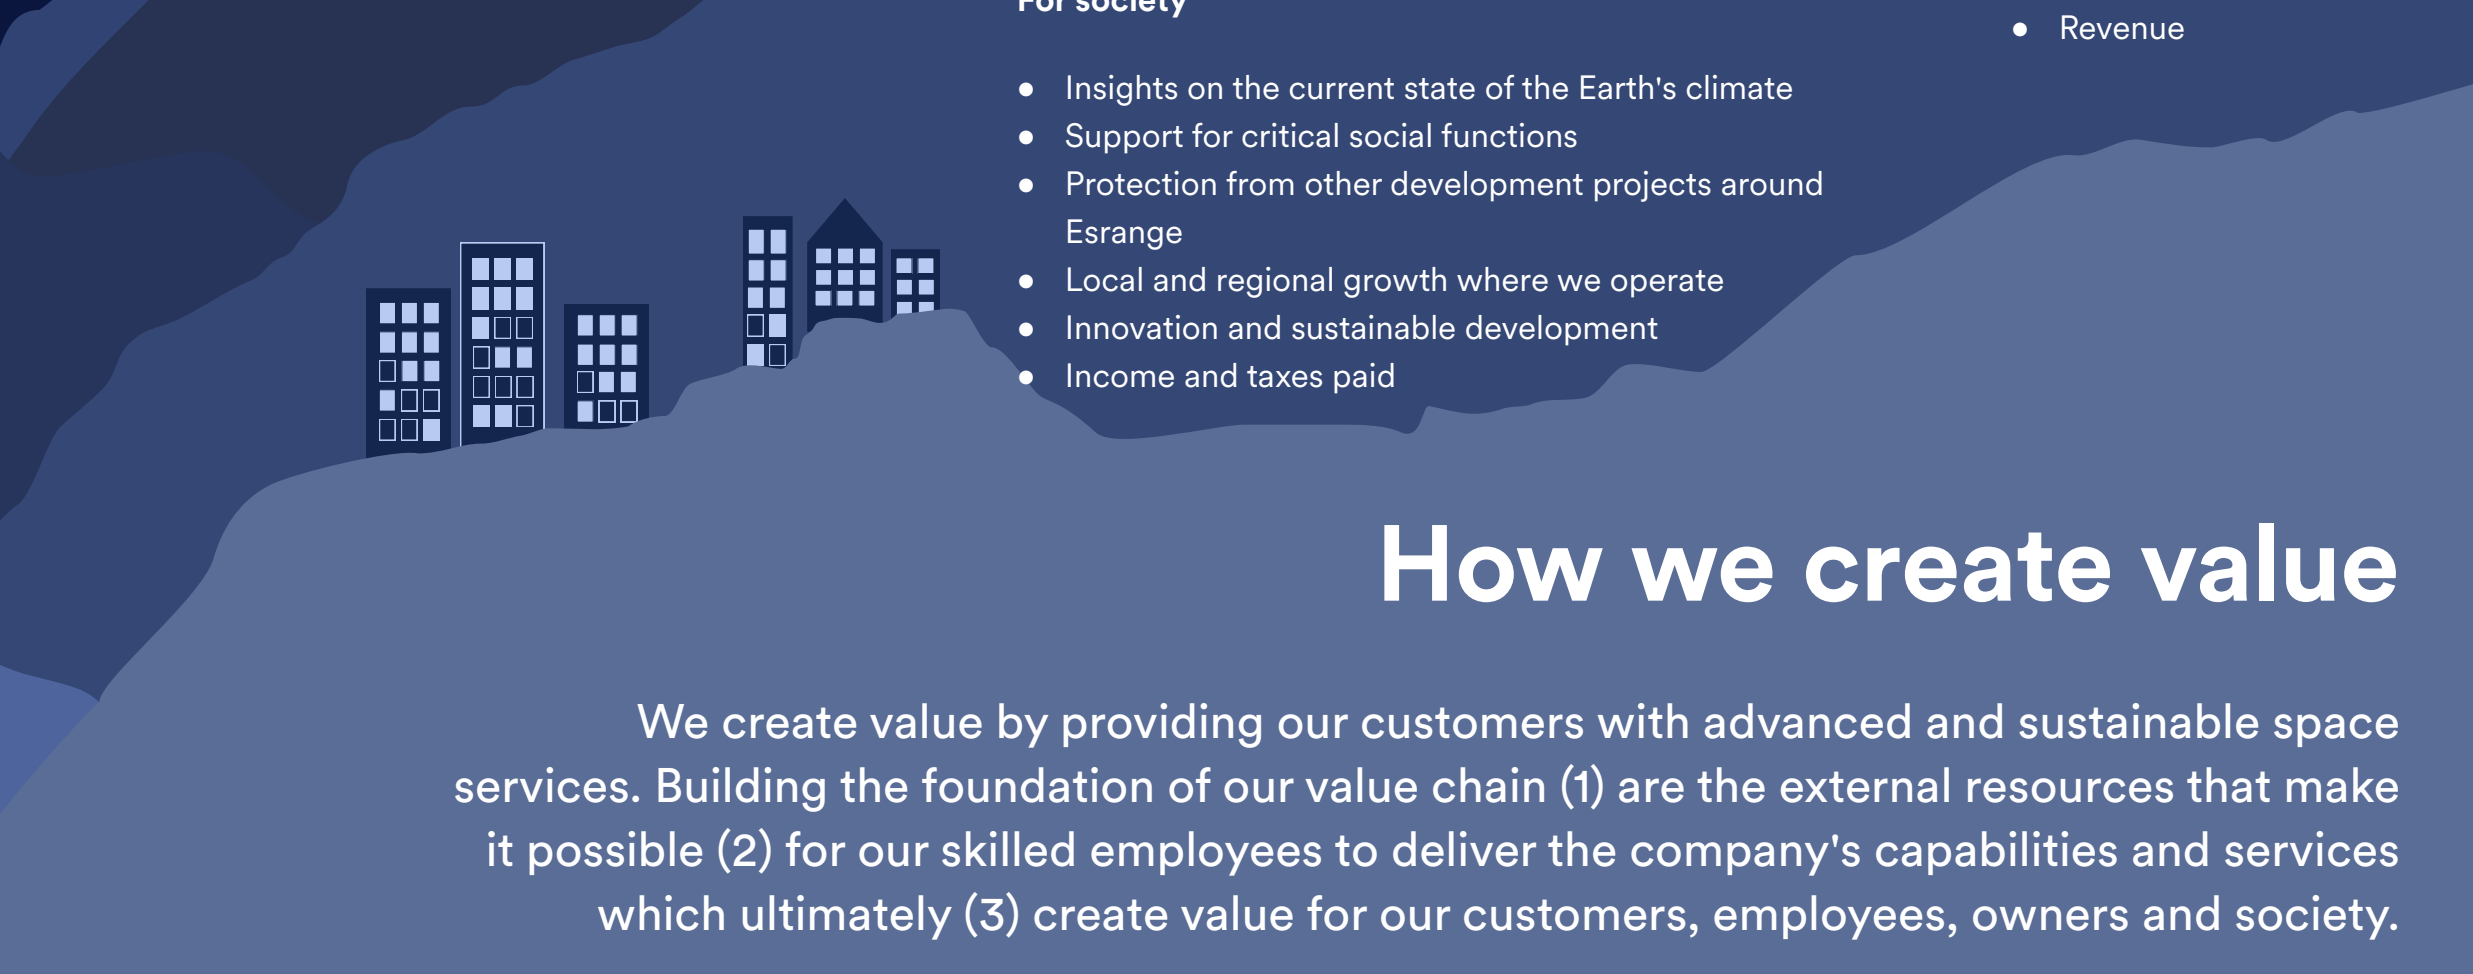 For society
Insights on the current state of the Earth's climate
Support for critical social functions
Protection from other development projects around
Esrange
Local and regional growth where we operate
Innovation and sustainable development
Income and taxes paid
Revenue
How we create value
We create value by providing our customers with advanced and sustainable space
services. Building the foundation of our value chain (1) are the external resources that make
it possible (2) for our skilled employees to deliver the company's capabilities and services
which ultimately (3) create value for our customers, employees, owners and society.